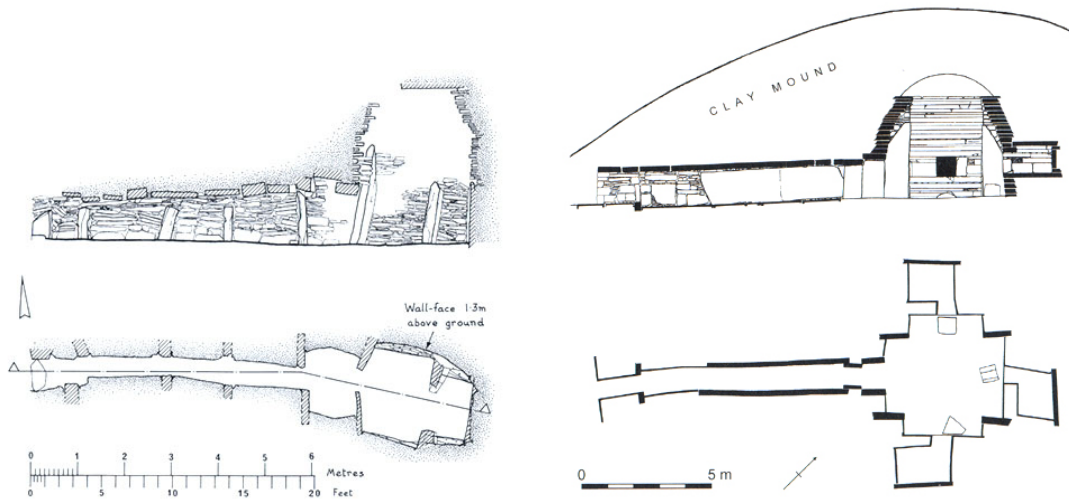 CLAY MOUND
Wall-face 1·3m
above ground
0 1 2 3 4 5 6
Metres
0 5 10 15 20
Feet
0 5 m